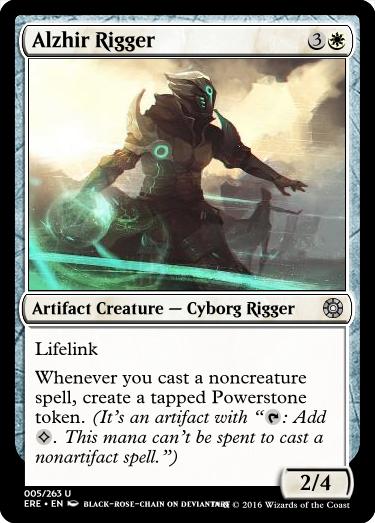 Alzhir Rigger 3
Artifact Creature — Cyborg Rigger
Lifelink
Whenever you cast a noncreature
spell, create a tapped Powerstone
token. (It's an artifact with “: Add
. This mana can't be spent to cast a
nonartifact spell.”)
2/4
005/263 U
ERE • EN BLACK-ROSE-CHAIN ON DEVIANTART © 2016 Wizards of the Coast